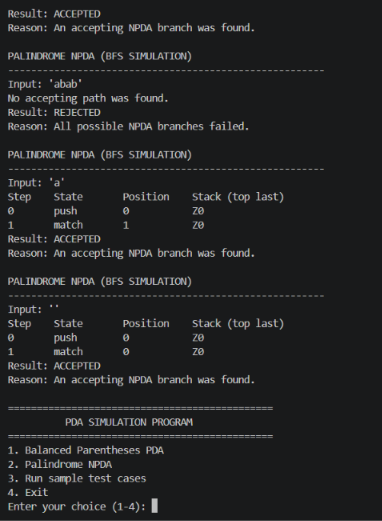 Result: ACCEPTED
Reason: An accepting NPDA branch was found.
PALINDROME NPDA (BFS SIMULATION)
-------------------------------------------------------
Input: 'abab'
No accepting path was found.
Result: REJECTED
Reason: All possible NPDA branches failed.
PALINDROME NPDA (BFS SIMULATION)
-------------------------------------------------------
Input: 'a'
Step State Position Stack (top last)
0 push 0 Z0
1 match 1 Z0
Result: ACCEPTED
Reason: An accepting NPDA branch was found.
PALINDROME NPDA (BFS SIMULATION)
-------------------------------------------------------
Input: ''
Step State Position Stack (top last)
0 push 0 Z0
1 match 0 Z0
Result: ACCEPTED
Reason: An accepting NPDA branch was found.
==============================================
PDA SIMULATION PROGRAM
==============================================
1. Balanced Parentheses PDA
2. Palindrome NPDA
3. Run sample test cases
4. Exit
Enter your choice (1-4):